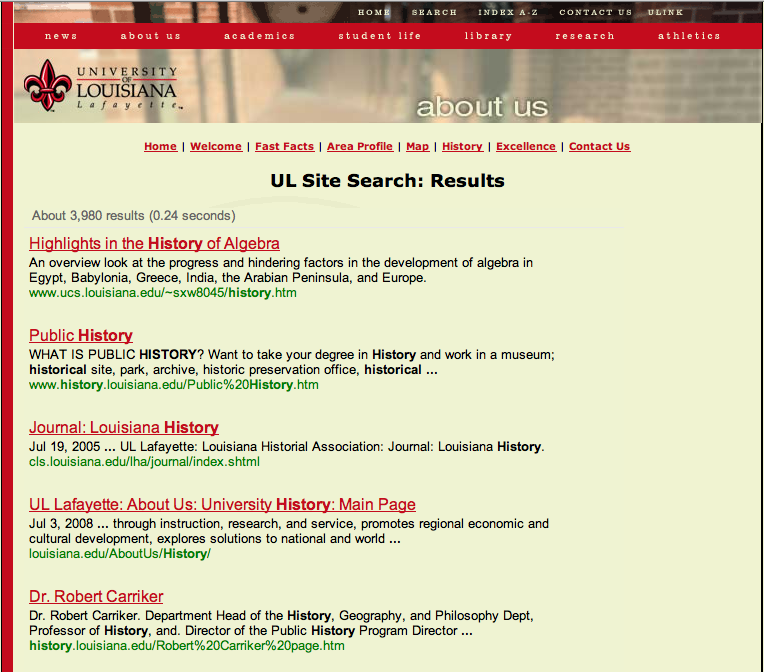 HOME SEARCH INDEX A-Z CONTACT US ULINK
news about us academics student life library research athletics
UNIVERSITY
OF
LOUISIANA
Lafayette
about us
Home | Welcome | Fast Facts | Area Profile | Map | History | Excellence | Contact Us
UL Site Search: Results
About 3,980 results (0.24 seconds)
Highlights in the History of Algebra
An overview look at the progress and hindering factors in the development of algebra in
Egypt, Babylonia, Greece, India, the Arabian Peninsula, and Europe.
www.ucs.louisiana.edu/~sxw8045/history.htm
Public History
WHAT IS PUBLIC HISTORY? Want to take your degree in History and work in a museum;
historical site, park, archive, historic preservation office, historical ...
www.history.louisiana.edu/Public%20History.htm
Journal: Louisiana History
Jul 19, 2005 ... UL Lafayette: Louisiana Historial Association: Journal: Louisiana History.
cls.louisiana.edu/lha/journal/index.shtml
UL Lafayette: About Us: University History: Main Page
Jul 3, 2008 ... through instruction, research, and service, promotes regional economic and
cultural development, explores solutions to national and world ...
louisiana.edu/AboutUs/History/
Dr. Robert Carriker
Dr. Robert Carriker. Department Head of the History, Geography, and Philosophy Dept,
Professor of History, and. Director of the Public History Program Director ...
history.louisiana.edu/Robert%20Carriker%20page.htm